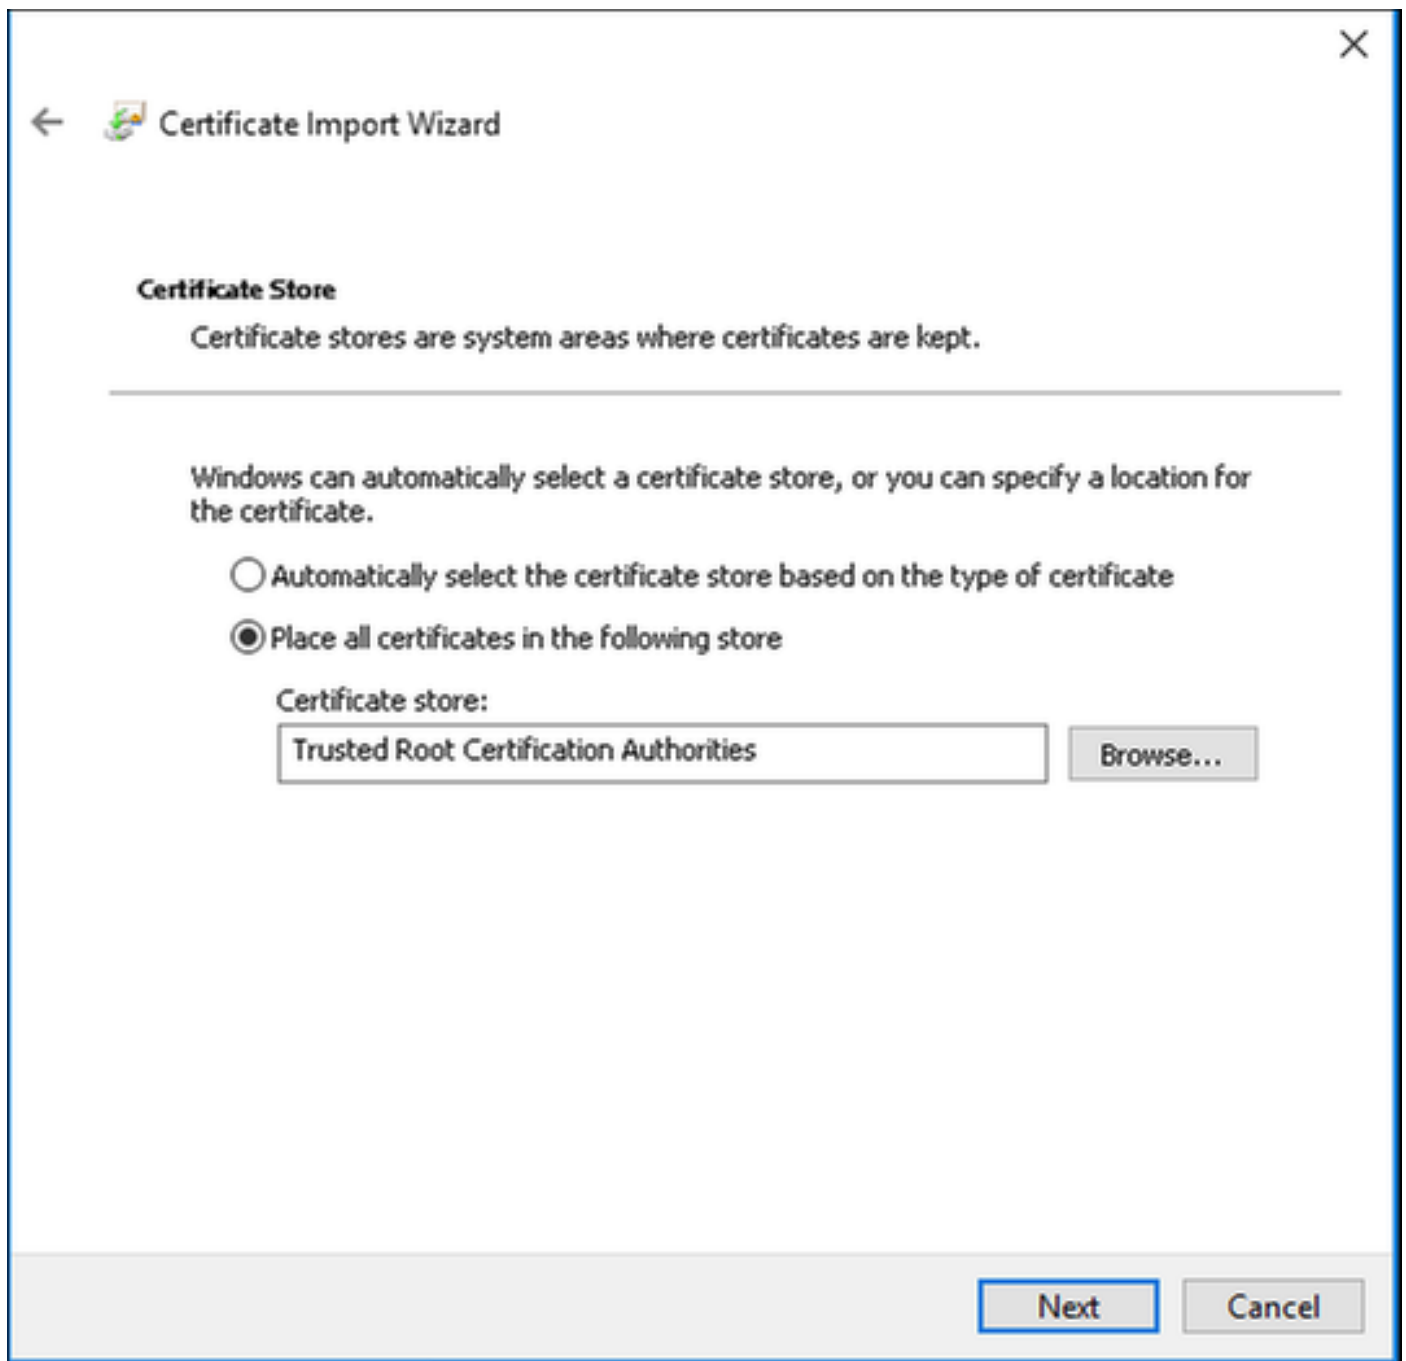 Certificate Import Wizard
Certificate Store
Certificate stores are system areas where certificates are kept.
Windows can automatically select a certificate store, or you can specify a location for
the certificate.
Automatically select the certificate store based on the type of certificate
Place all certificates in the following store
Certificate store:
Trusted Root Certification Authorities
Browse...
Next
Cancel